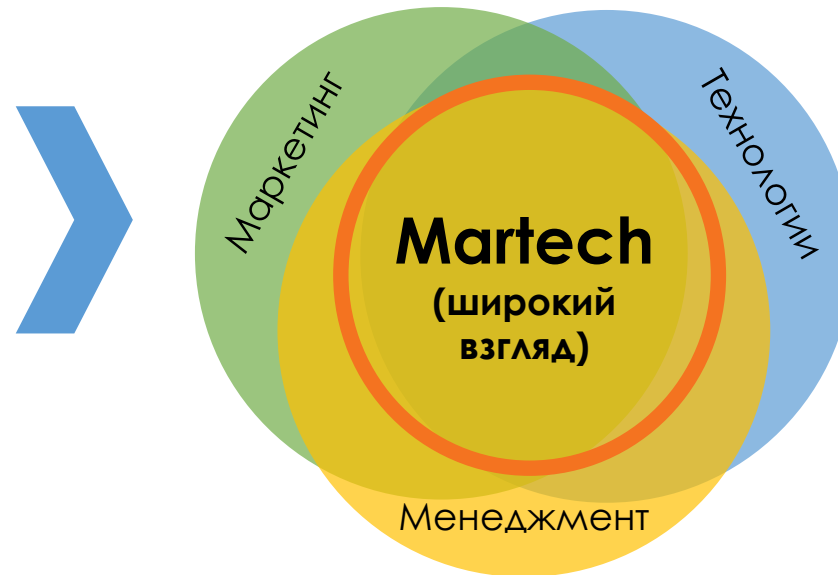 Маркетинг
Технологии
Martech
(широкий
взгляд)
Менеджмент